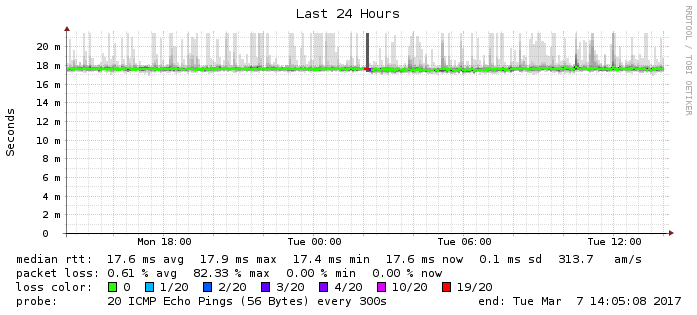 Last 24 Hours
RRDTOOL / TOBI OETIKER
Seconds
20 m
18 m
16 m
14 m
12 m
10 m
8 m
6 m
4 m
2 m
0
Mon 18:00 Tue 00:00 Tue 06:00 Tue 12:00
median rtt: 17.6 ms avg 17.9 ms max 17.4 ms min 17.6 ms now 0.1 ms sd 313.7 am/s
packet loss: 0.61 % avg 82.33 % max 0.00 % min 0.00 % now
loss color: 0 1/20 2/20 3/20 4/20 10/20 19/20
probe: 20 ICMP Echo Pings (56 Bytes) every 300s end: Tue Mar 7 14:05:08 2017